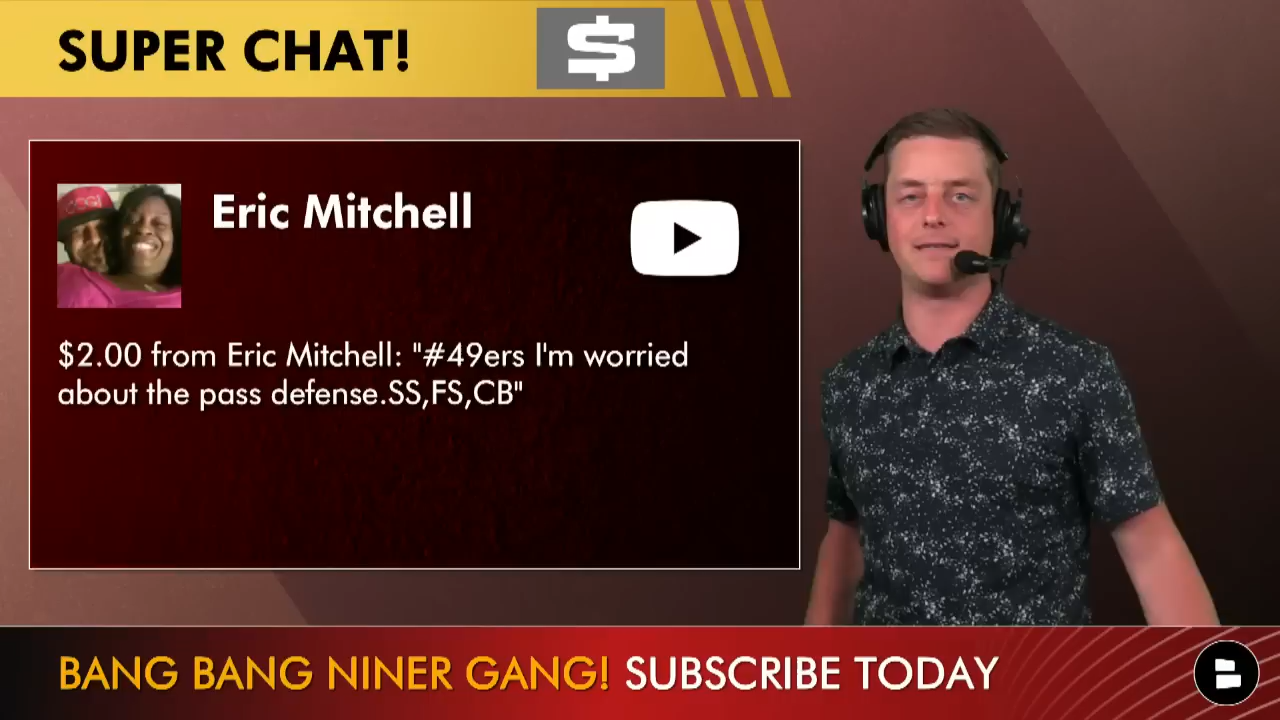 SUPER CHAT!
Eric Mitchell
$2.00 from Eric Mitchell: "#49ers I'm worried
about the pass defense.SS,FS,CB"
BANG BANG NINER GANG! SUBSCRIBE TODAY